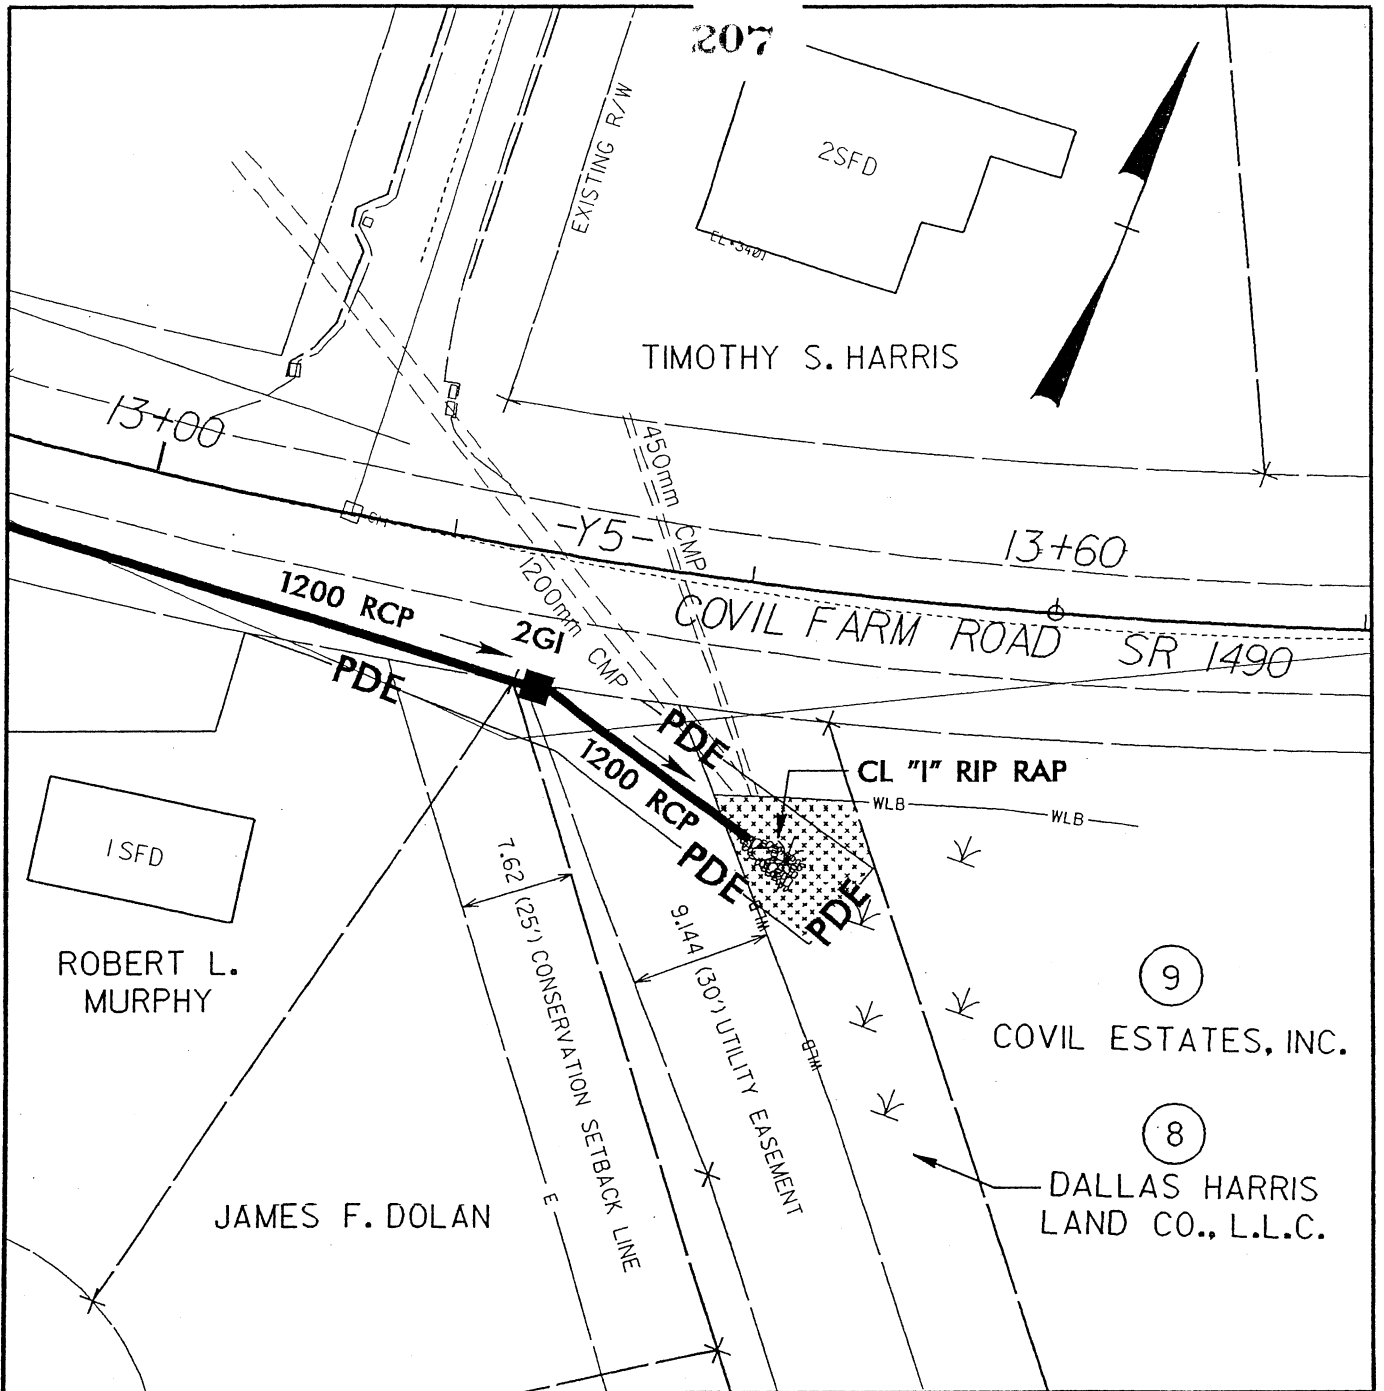 207
EXISTING R/W
2SFD
TIMOTHY S. HARRIS
13+00
450mm CMP
-Y5-
13+60
1200mm CMP
COVIL FARM ROAD SR 1490
1200 RCP
2GI
PDE
PDE
1200 RCP
CL "I" RIP RAP
WLB
WLB
PDE
PDE
1SFD
7.62 (25') CONSERVATION SETBACK LINE
9.144 (30') UTILITY EASEMENT
WLB
WLB
ROBERT L.
MURPHY
9
COVIL ESTATES, INC.
8
DALLAS HARRIS
LAND CO., L.L.C.
E
JAMES F. DOLAN